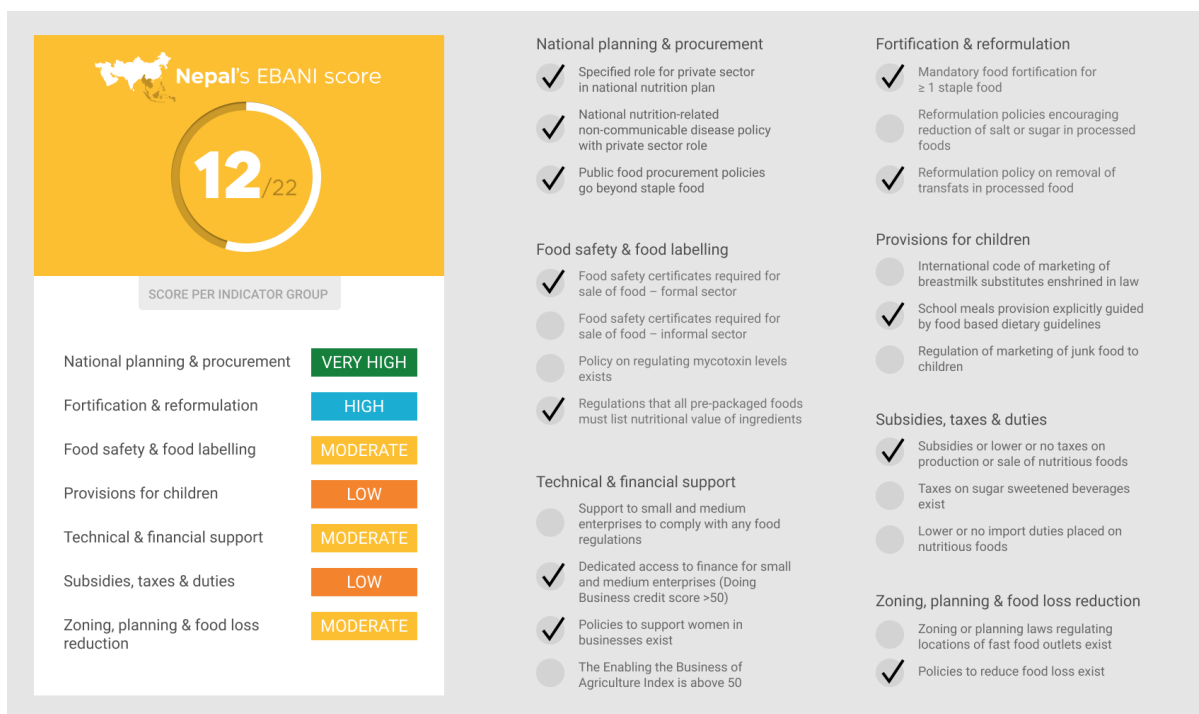 Nepal's EBANI score
12/22
SCORE PER INDICATOR GROUP
National planning & procurement VERY HIGH
Fortification & reformulation HIGH
Food safety & food labelling MODERATE
Provisions for children LOW
Technical & financial support MODERATE
Subsidies, taxes & duties LOW
Zoning, planning & food loss
reduction
MODERATE
National planning & procurement
Specified role for private sector
in national nutrition plan
National nutrition-related
non-communicable disease policy
with private sector role
Public food procurement policies
go beyond staple food
Food safety & food labelling
Food safety certificates required for
sale of food – formal sector
Food safety certificates required for
sale of food – informal sector
Policy on regulating mycotoxin levels
exists
Regulations that all pre-packaged foods
must list nutritional value of ingredients
Technical & financial support
Support to small and medium
enterprises to comply with any food
regulations
Dedicated access to finance for small
and medium enterprises (Doing
Business credit score >50)
Policies to support women in
businesses exist
The Enabling the Business of
Agriculture Index is above 50
Fortification & reformulation
Mandatory food fortification for
≥ 1 staple food
Reformulation policies encouraging
reduction of salt or sugar in processed
foods
Reformulation policy on removal of
transfats in processed food
Provisions for children
International code of marketing of
breastmilk substitutes enshrined in law
School meals provision explicitly guided
by food based dietary guidelines
Regulation of marketing of junk food to
children
Subsidies, taxes & duties
Subsidies or lower or no taxes on
production or sale of nutritious foods
Taxes on sugar sweetened beverages
exist
Lower or no import duties placed on
nutritious foods
Zoning, planning & food loss reduction
Zoning or planning laws regulating
locations of fast food outlets exist
Policies to reduce food loss exist